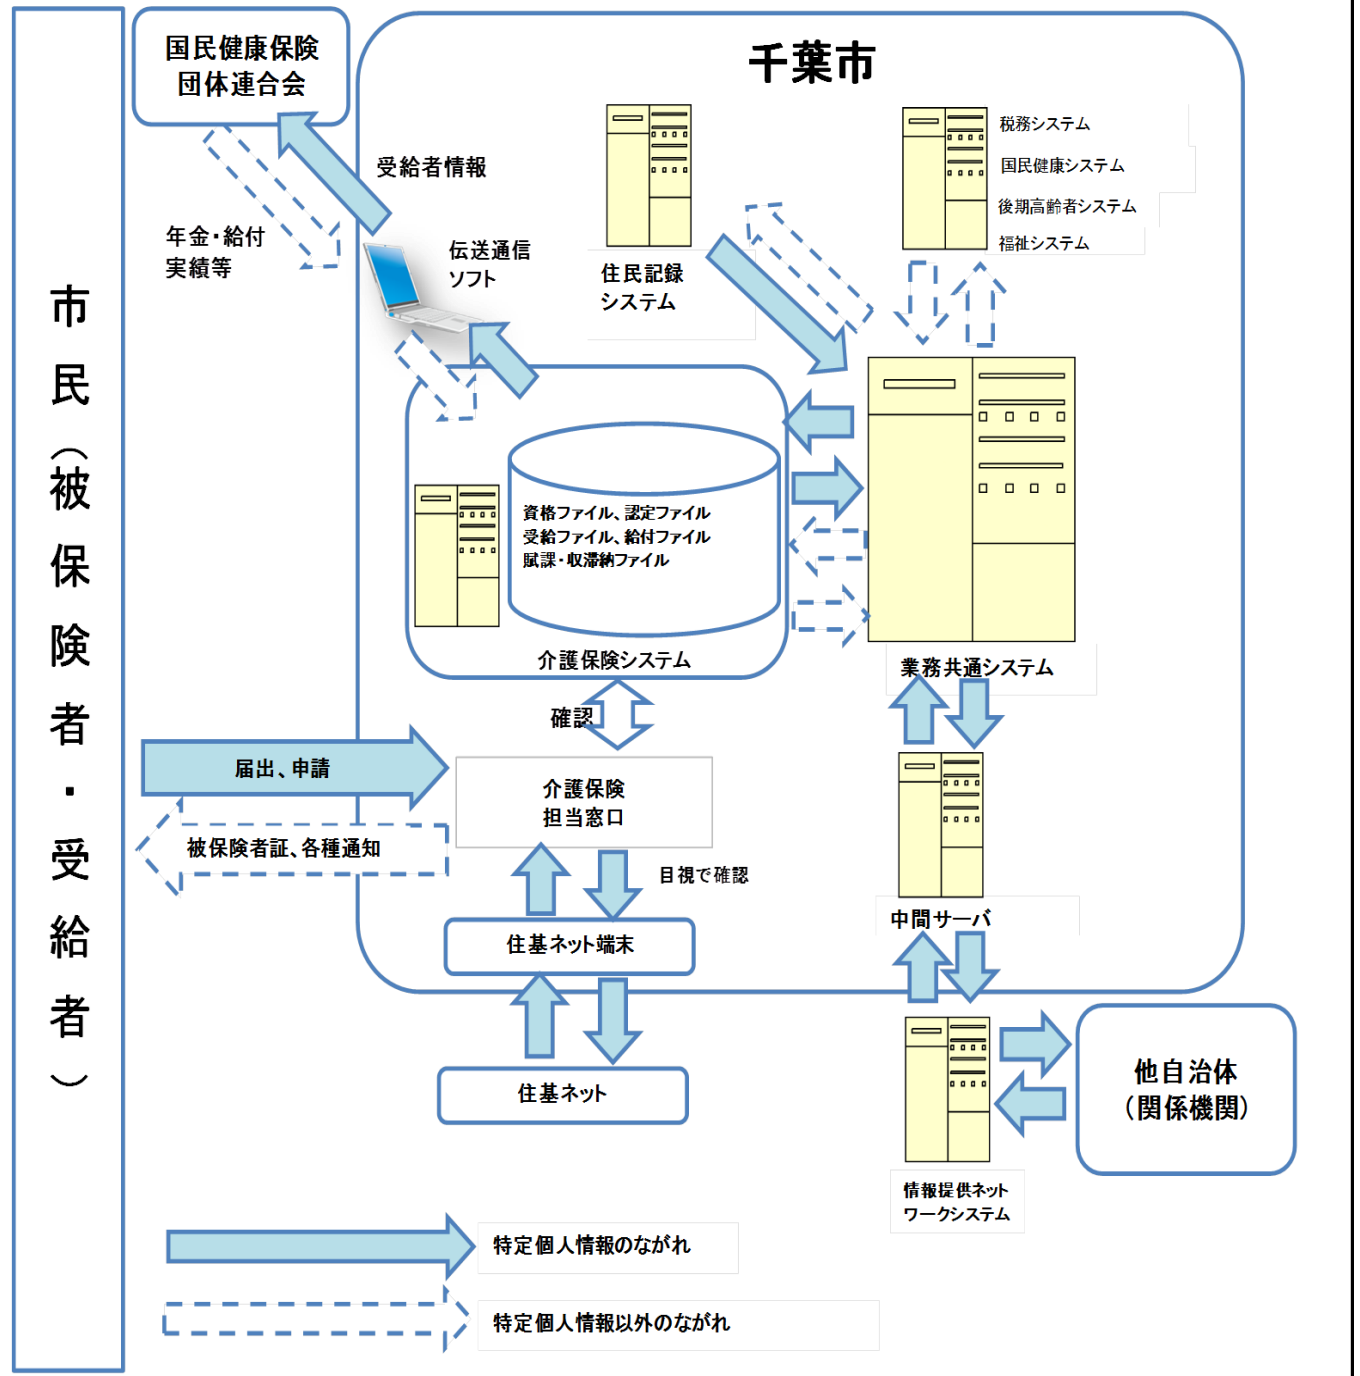 国民健康保険
団体連合会
千葉市
税務システム
国民健康システム
後期高齢者システム
福祉システム
受給者情報
年金・給付
実績等
伝送通信
ソフト
住民記録
システム
市民（被保険者・受給者）
資格ファイル、認定ファイル
受給ファイル、給付ファイル
賦課・収滞納ファイル
介護保険システム
業務共通システム
確認
届出、申請
介護保険
担当窓口
被保険者証、各種通知
目視で確認
中間サーバ
住基ネット端末
住基ネット
他自治体
（関係機関）
情報提供ネット
ワークシステム
特定個人情報のながれ
特定個人情報以外のながれ